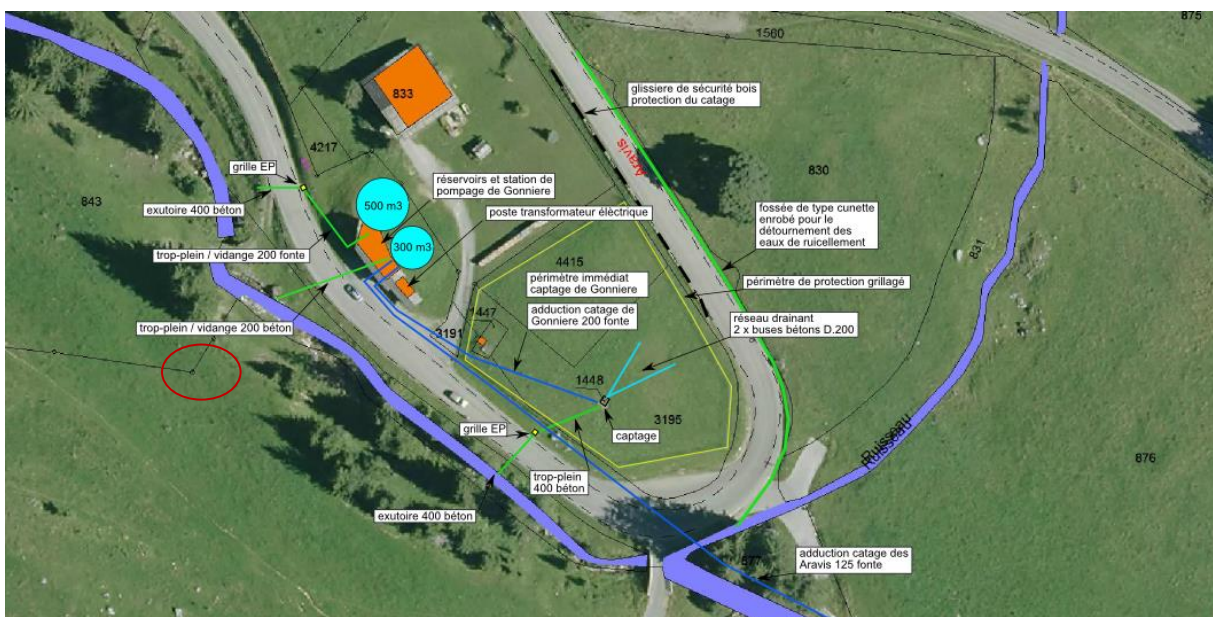 875
1560
glissiere de sécurité bois
protection du catage
833
4217
Aravis
grille EP
réservoirs et station de
pompage de Gonniere
830
843
exutoire 400 béton
500 m3
poste transformateur élèctrique
fossée de type cunette
enrobé pour le
détournement des
eaux de ruicellement
300 m3
831
trop-plein / vidange 200 fonte
4415
périmètre immédiat
captage de Gonniere
périmètre de protection grillagé
adduction catage de
Gonniere 200 fonte
1447
réseau drainant
2 x buses bétons D.200
trop-plein / vidange 200 béton
3191
1448
3195
captage
grille EP
Ruisseau
Ruisseau
876
trop-plein
400 béton
exutoire 400 béton
877
adduction catage des
Aravis 125 fonte